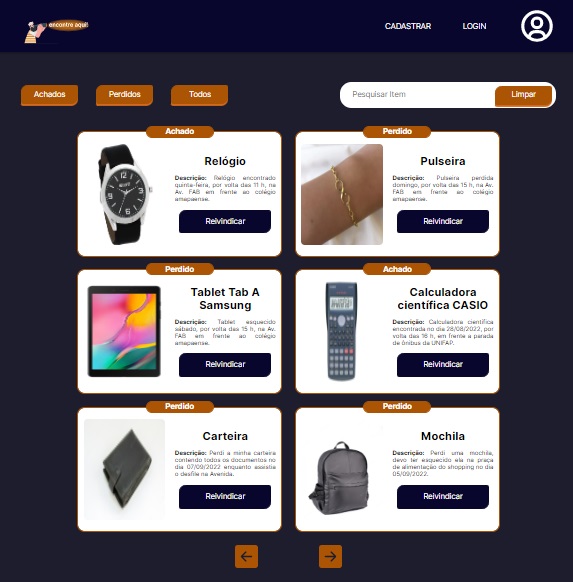 encontre aqui!
CADASTRAR
LOGIN
Achados
Perdidos
Todos
Pesquisar Item
Limpar
Achado
Relógio
Descrição: Relógio encontrado
quinta-feira, por volta das 11 h, na
Av. FAB em frente ao colégio
amapaense.
Reivindicar
Perdido
Pulseira
Descrição: Pulseira perdida
domingo, por volta das 15 h, na Av.
FAB em frente ao colégio
amapaense.
Reivindicar
Perdido
Tablet Tab A
Samsung
Descrição: Tablet esquecido
sábado, por volta das 15 h, na Av.
FAB em frente ao colégio
amapaense.
Reivindicar
Achado
Calculadora
científica CASIO
Descrição: Calculadora científica
encontrada no dia 28/08/2022, por
volta das 16 h, em frente a parada
de ônibus da UNIFAP.
Reivindicar
Perdido
Carteira
Descrição: Perdi a minha carteira
contendo todos os documentos no
dia 07/09/2022 enquanto assistia
o desfile na Avenida.
Reivindicar
Perdido
Mochila
Descrição: Perdi uma mochila,
devo ter esquecido ela na praça
de alimentação do shopping no dia
05/09/2022.
Reivindicar